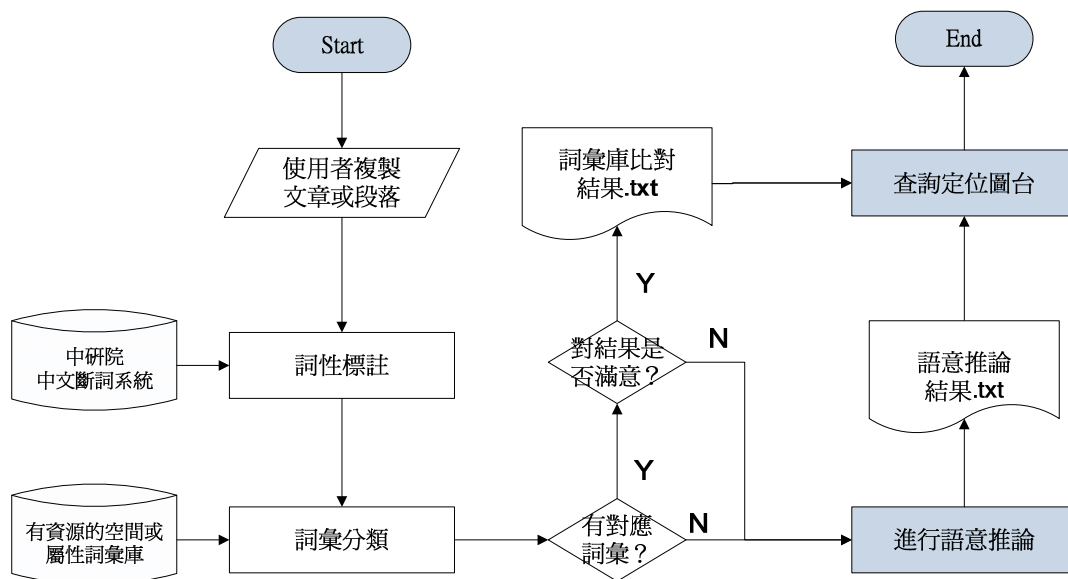 Start
End
使用者複製
文章或段落
詞彙庫比對
結果.txt
查詢定位圖台
Y
中研院
中文斷詞系統
詞性標註
對結果是
否滿意？
N
語意推論
結果.txt
Y
有資源的空間或
屬性詞彙庫
詞彙分類
有對應
詞彙？
N
進行語意推論